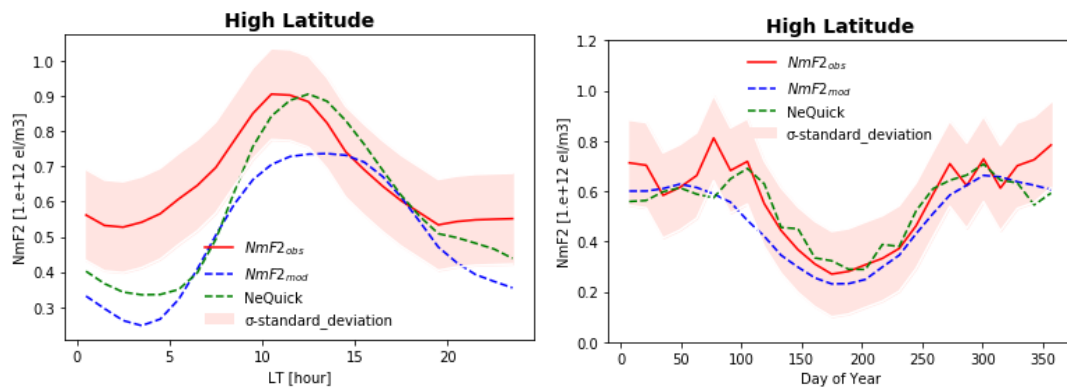 High Latitude
NmF2 [1.e+12 el/m3]
1.0
0.9
0.8
0.7
0.6
0.5
0.4
0.3
NmF2obs
NmF2mod
NeQuick
σ-standard_deviation
0 5 10 15 20
LT [hour]
High Latitude
NmF2 [1.e+12 el/m3]
1.2
1.0
0.8
0.6
0.4
0.2
0.0
NmF2obs
NmF2mod
NeQuick
σ-standard_deviation
0 50 100 150 200 250 300 350
Day of Year